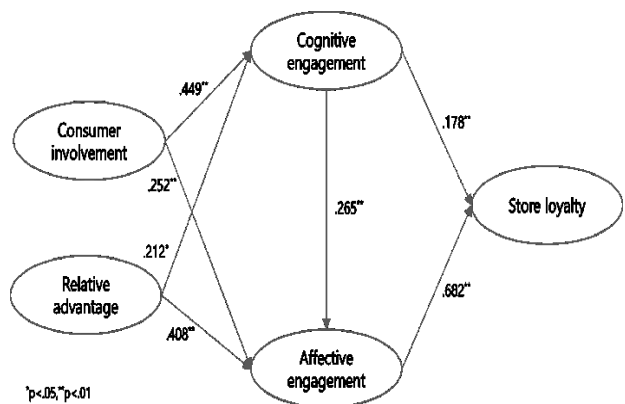 Cognitive
engagement
.449**
Consumer
involvement
.178**
.252**
.265**
Store loyalty
.212*
Relative
advantage
.682**
.408**
Affective
engagement
*p<.05,**p<.01